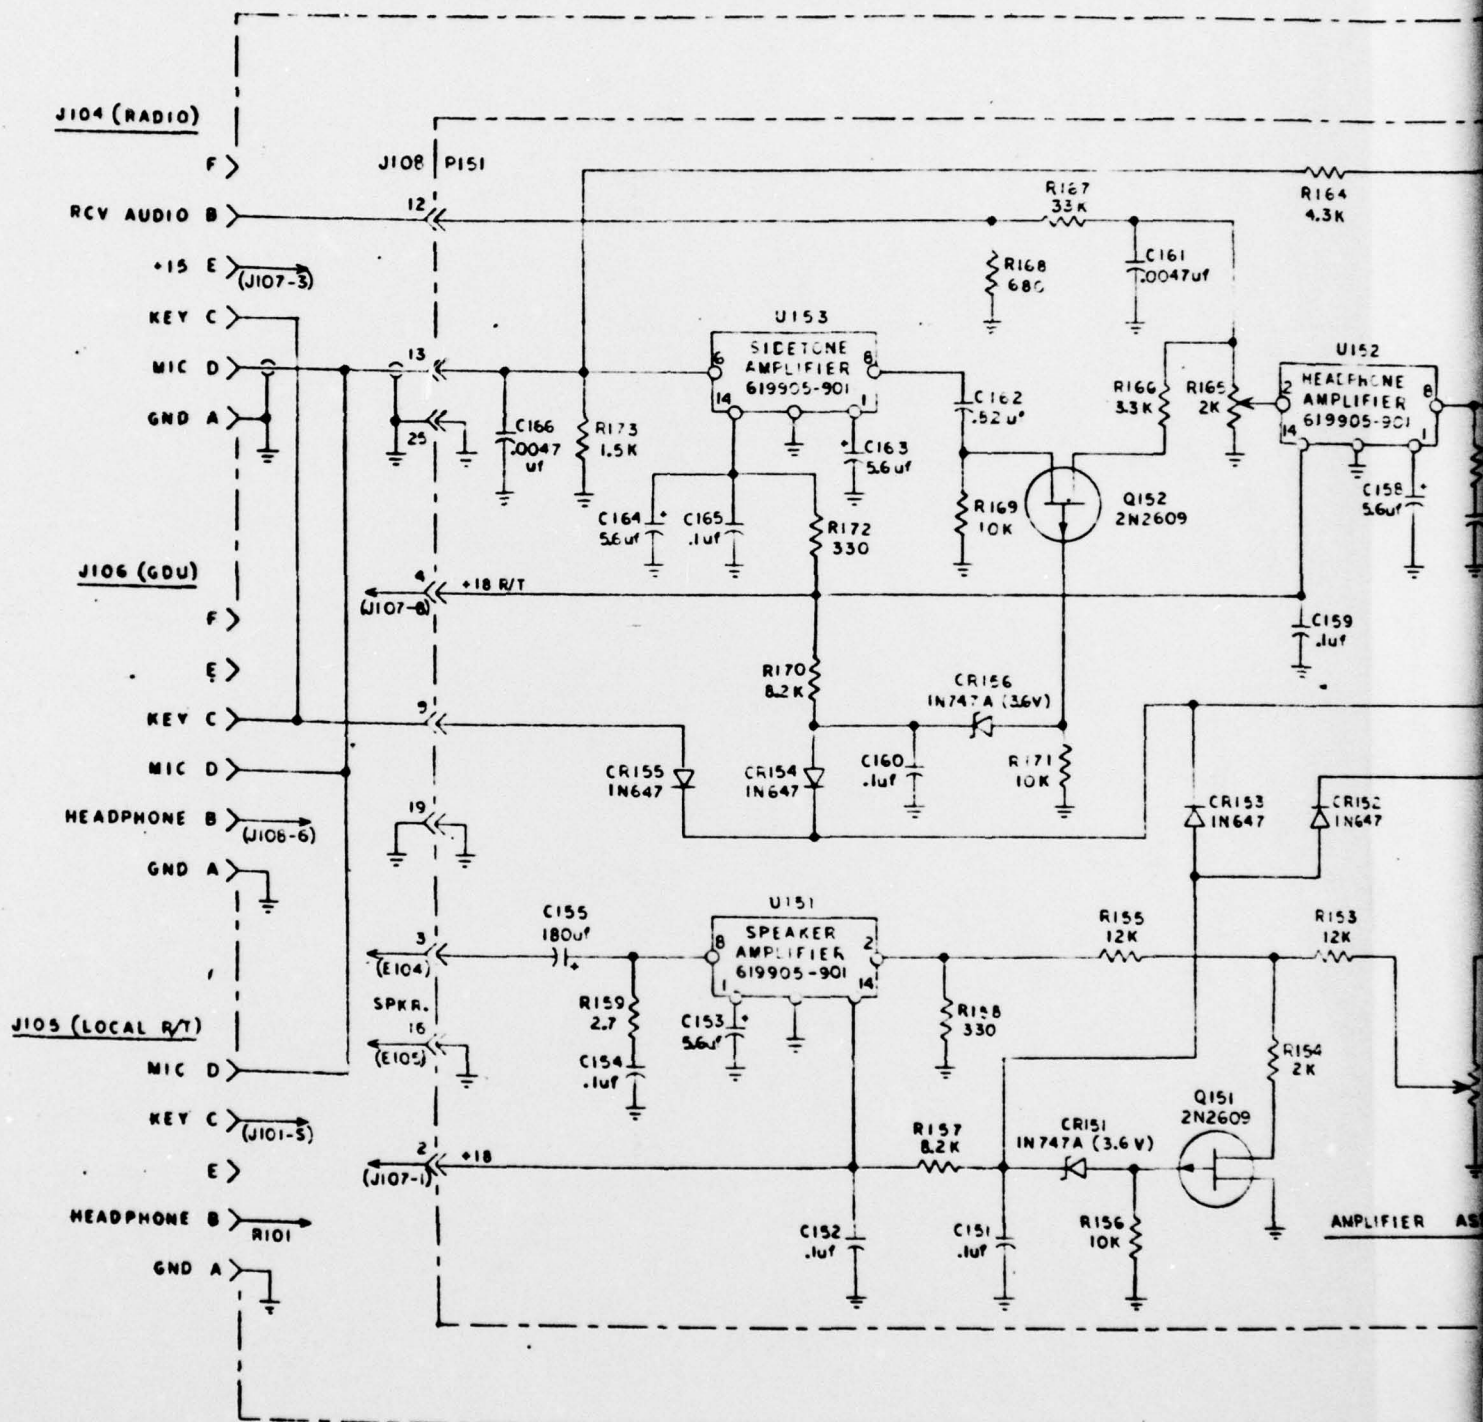 J104 (RADIO)
F
RCV AUDIO B
+15 E
(J107-3)
KEY C
MIC D
GND A
J106 (GDU)
F
E
KEY C
MIC D
HEADPHONE B
(J108-6)
GND A
J105 (LOCAL R/T)
MIC D
KEY C
(J101-S)
E
HEADPHONE B
R101
GND A
J108 P151
12
13
25
4
+18 R/T
(J107-8)
9
19
3
(E104)
SPKR.
16
(E105)
2
+18
(J107-1)
R164
4.3K
R167
33K
C161
.0047uf
R168
680
U153
SIDETONE
AMPLIFIER
619905-901
6
8
14
1
C166
.0047
uf
R173
1.5K
C163
5.6uf
C164
5.6uf
C165
.1uf
R172
330
C162
R169
10K
Q152
2N2609
R166
3.3K
R165
2K
U152
HEADPHONE
AMPLIFIER
619905-901
2
8
14
1
C158
5.6uf
C159
.1uf
R170
8.2K
CR156
1N747A (3.6V)
C160
.1uf
R171
10K
CR155
1N647
CR154
1N647
CR153
1N647
CR152
1N647
C155
180uf
U151
SPEAKER
AMPLIFIER
619905-901
8
2
1
14
R159
2.7
C154
.1uf
C153
5.6uf
R158
330
R155
12K
R153
12K
R154
2K
Q151
2N2609
R157
8.2K
CR151
1N747A (3.6V)
C152
.1uf
C151
.1uf
R156
10K
AMPLIFIER AS